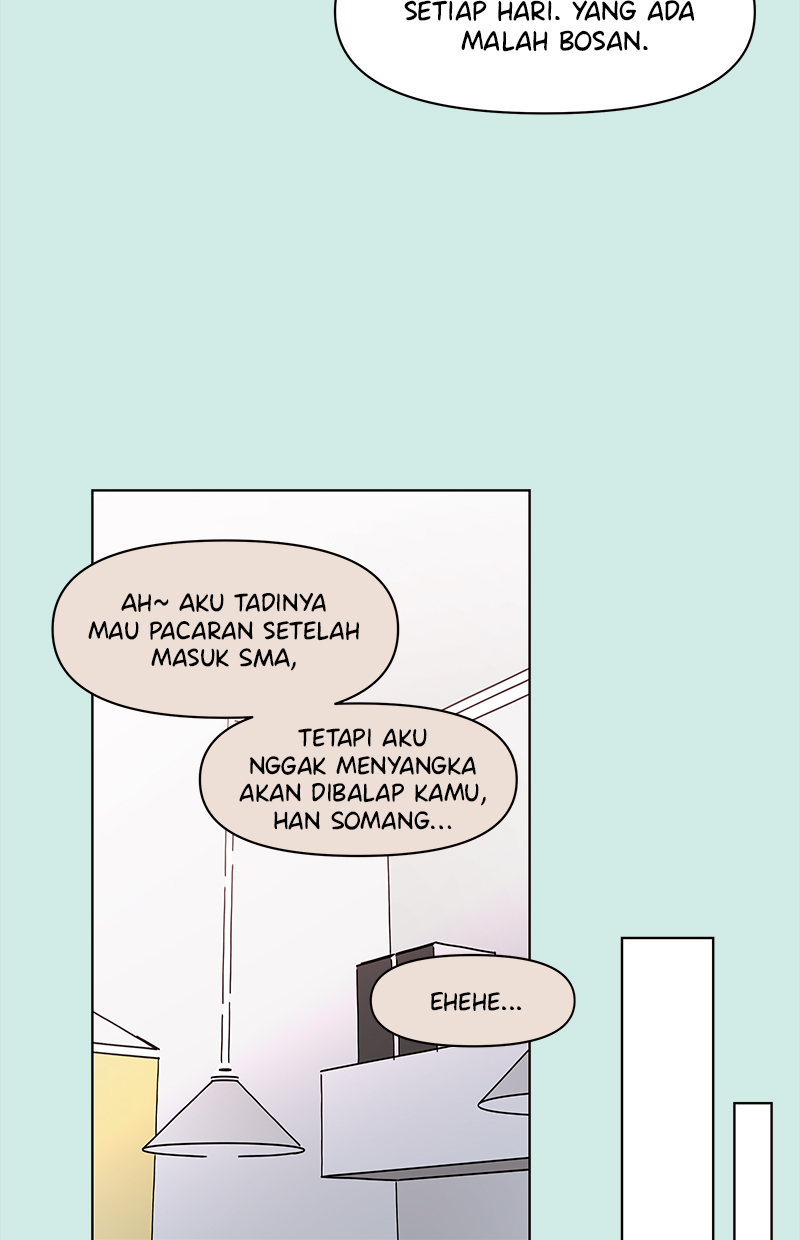 SETIAP HARI. YANG ADA
MALAH BOSAN.
AH~ AKU TADINYA
MAU PACARAN SETELAH
MASUK SMA,
TETAPI AKU
NGGAK MENYANGKA
AKAN DIBALAP KAMU,
HAN SOMANG...
EHEHE...